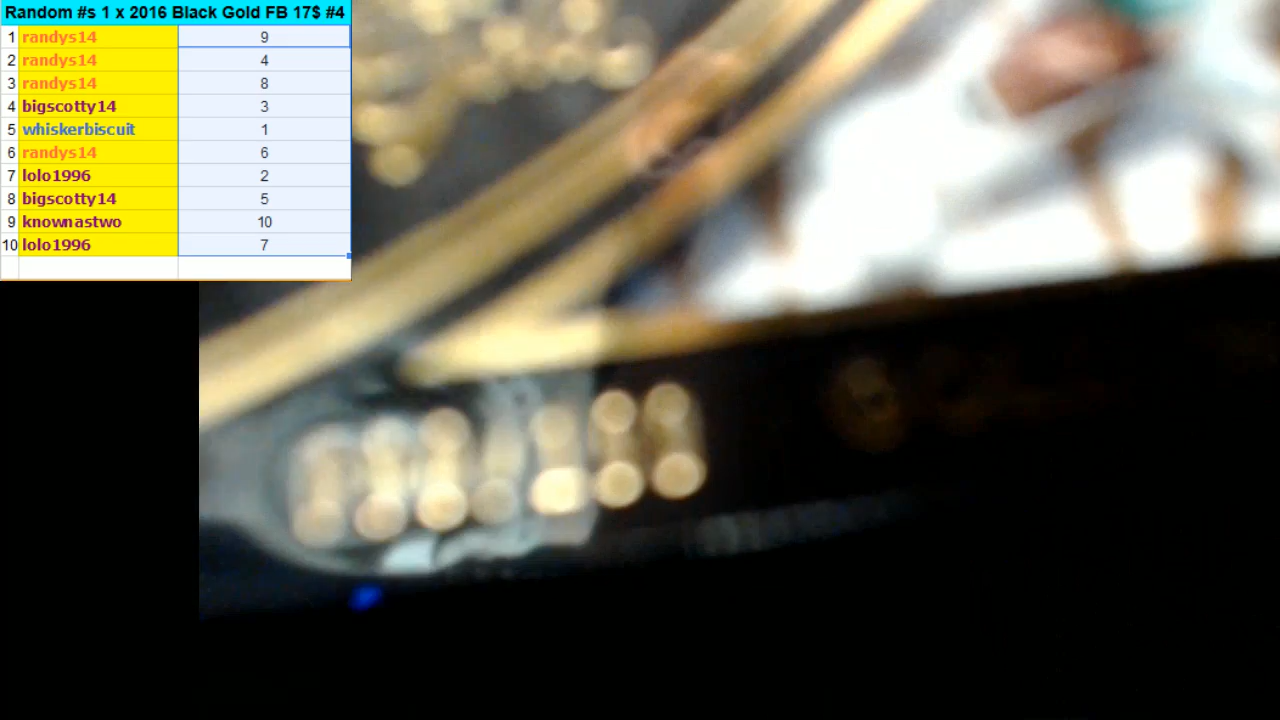 Random #s 1 x 2016 Black Gold FB 17$ #4
1 randys14 9
2 randys14 4
3 randys14 8
4 bigscotty14 3
5 whiskerbiscuit 1
6 randys14 6
7 lolo1996 2
8 bigscotty14 5
9 knownastwo 10
10 lolo1996 7